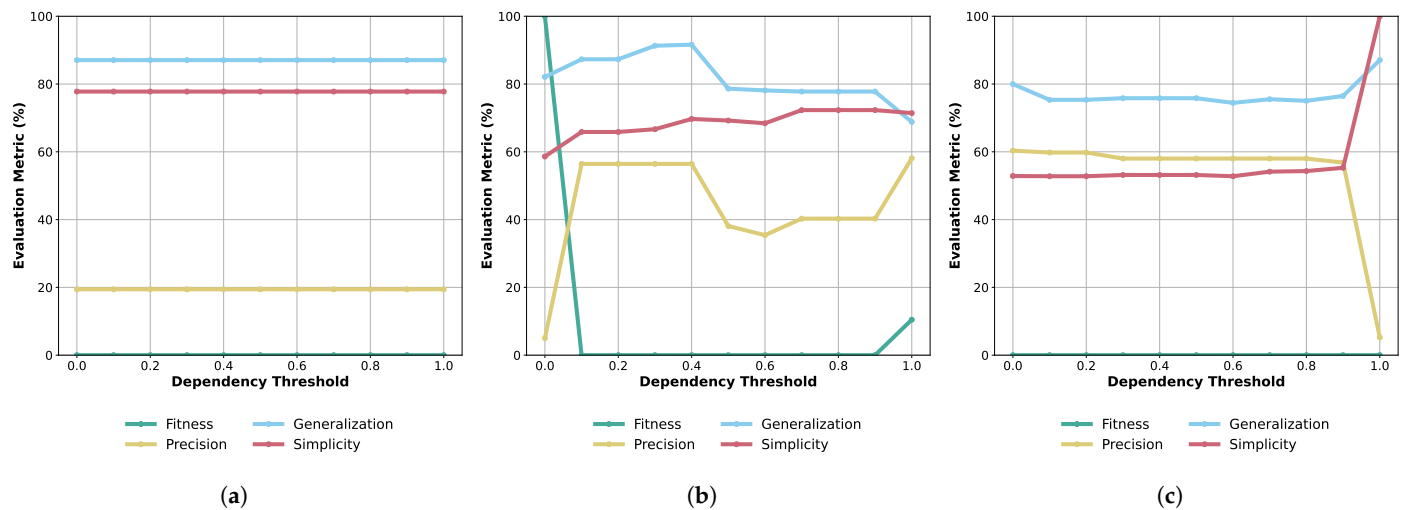 100
80
60
40
20
0
Evaluation Metric (%)
0.0 0.2 0.4 0.6 0.8 1.0
Dependency Threshold
Fitness Generalization
Precision Simplicity
(a)
100
80
60
40
20
0
Evaluation Metric (%)
0.0 0.2 0.4 0.6 0.8 1.0
Dependency Threshold
Fitness Generalization
Precision Simplicity
(b)
100
80
60
40
20
0
Evaluation Metric (%)
0.0 0.2 0.4 0.6 0.8 1.0
Dependency Threshold
Fitness Generalization
Precision Simplicity
(c)